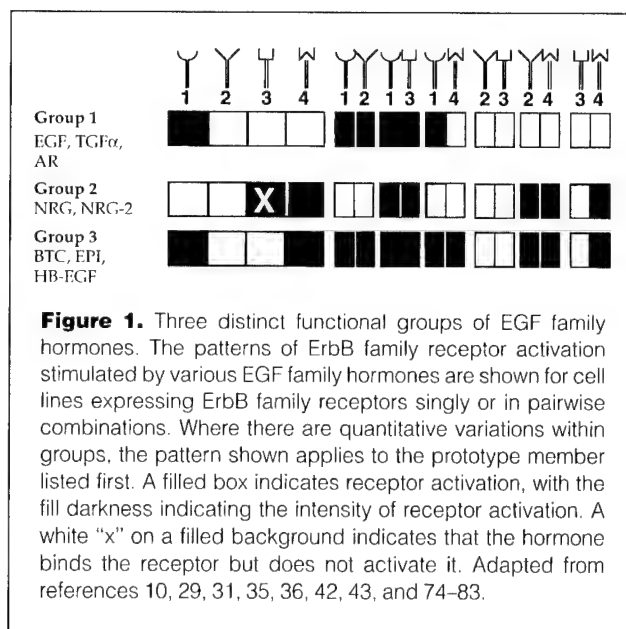 1 2 3 4 1 2 1 3 1 4 2 3 2 4 3 4
Group 1
EGF, TGFα,
AR
Group 2
NRG, NRG-2
X
Group 3
BTC, EPI,
HB-EGF
Figure 1. Three distinct functional groups of EGF family
hormones. The patterns of ErbB family receptor activation
stimulated by various EGF family hormones are shown for cell
lines expressing ErbB family receptors singly or in pairwise
combinations. Where there are quantitative variations within
groups, the pattern shown applies to the prototype member
listed first. A filled box indicates receptor activation, with the
fill darkness indicating the intensity of receptor activation. A
white “x” on a filled background indicates that the hormone
binds the receptor but does not activate it. Adapted from
references 10, 29, 31, 35, 36, 42, 43, and 74–83.